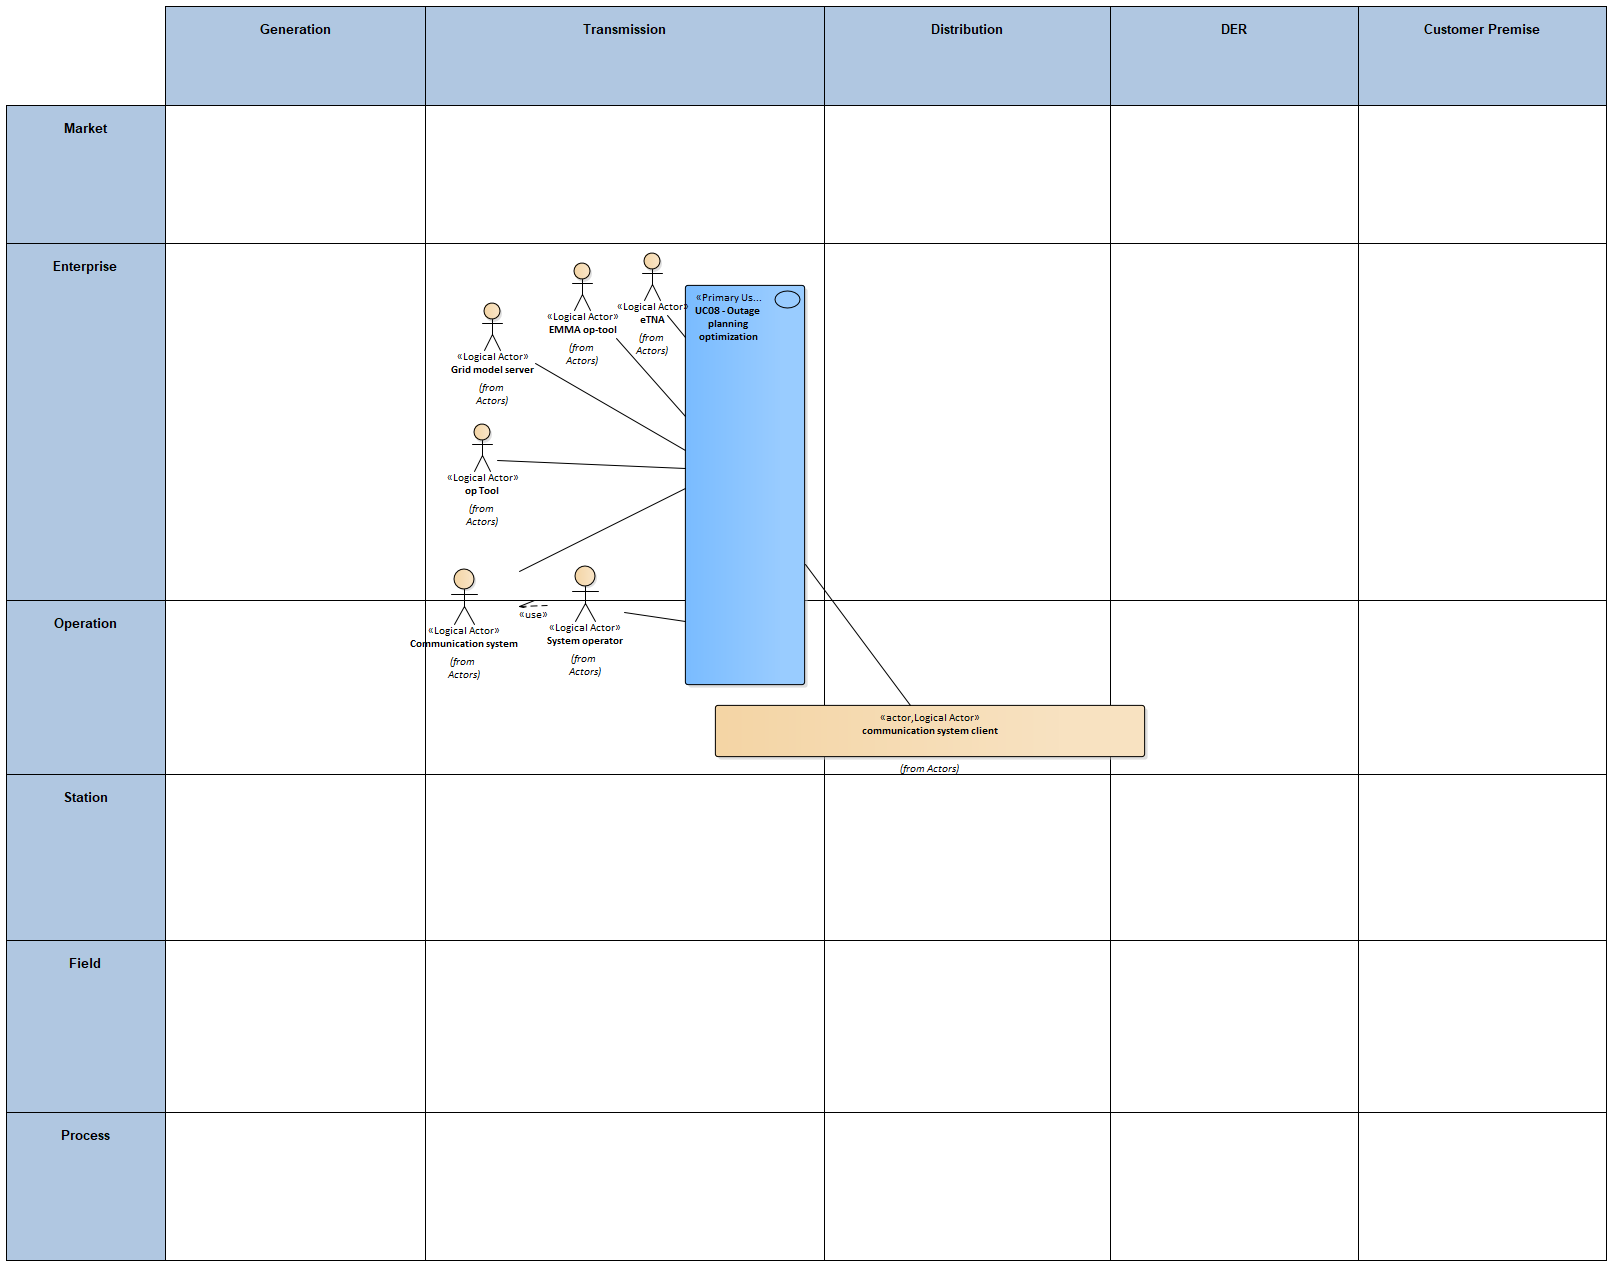 Generation
Transmission
Distribution
DER
Customer Premise
Market
Enterprise
«Logical Actor»
eTNA
(from
Actors)
«Logical Actor»
EMMA op-tool
(from
Actors)
«Logical Actor»
Grid model server
(from
Actors)
«Primary Us...
UC08 - Outage
planning
optimization
«Logical Actor»
op Tool
(from
Actors)
Operation
«Logical Actor»
Communication system
(from
Actors)
«use»
«Logical Actor»
System operator
(from
Actors)
«actor,Logical Actor»
communication system client
(from Actors)
Station
Field
Process